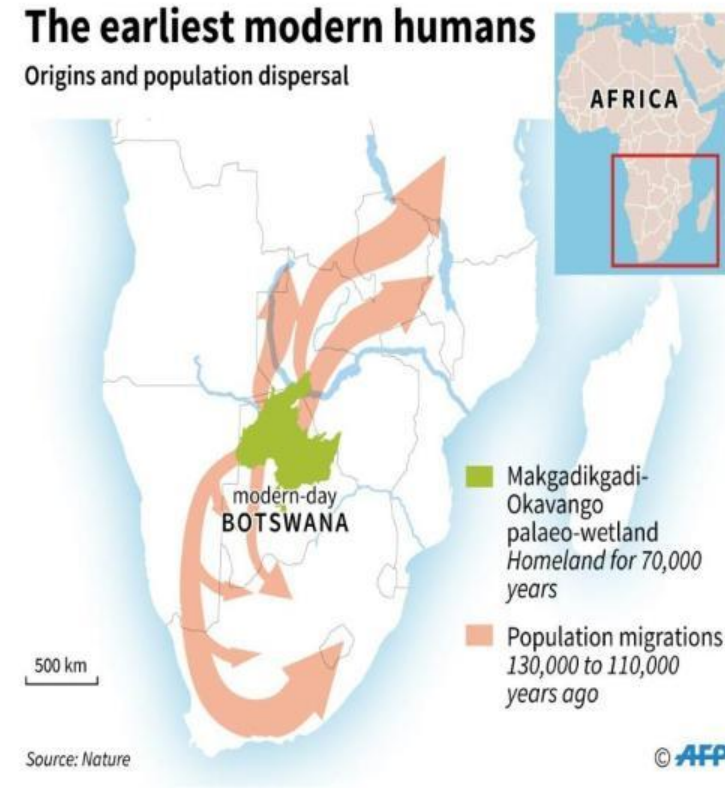 The earliest modern humans
Origins and population dispersal
AFRICA
modern-day
BOTSWANA
Makgadikgadi-
Okavango
palaeo-wetland
Homeland for 70,000
years
Population migrations
130,000 to 110,000
years ago
500 km
Source: Nature
© AFP